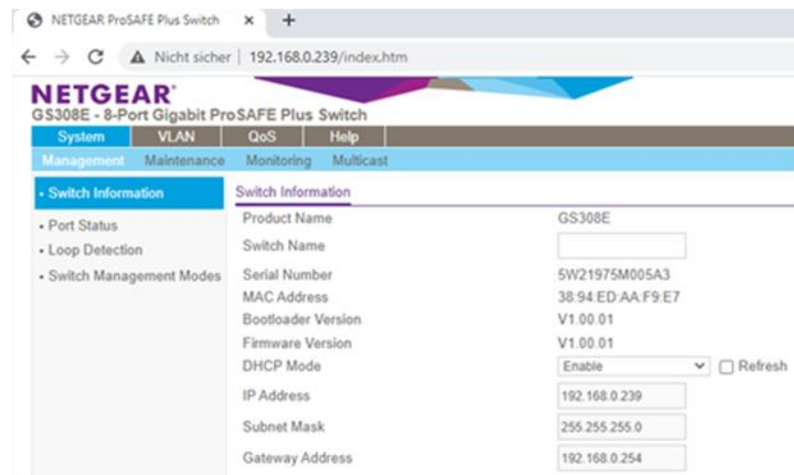 NETGEAR ProSAFE Plus Switch
Nicht sicher | 192.168.0.239/index.htm
NETGEAR®
GS308E - 8-Port Gigabit ProSAFE Plus Switch
System VLAN QoS Help
Management Maintenance Monitoring Multicast
Switch Information
Port Status
Loop Detection
Switch Management Modes
Switch Information
Product Name GS308E
Switch Name
Serial Number 5W21975M005A3
MAC Address 38:94:ED:AA:F9:E7
Bootloader Version V1.00.01
Firmware Version V1.00.01
DHCP Mode Enable Refresh
IP Address 192.168.0.239
Subnet Mask 255.255.255.0
Gateway Address 192.168.0.254